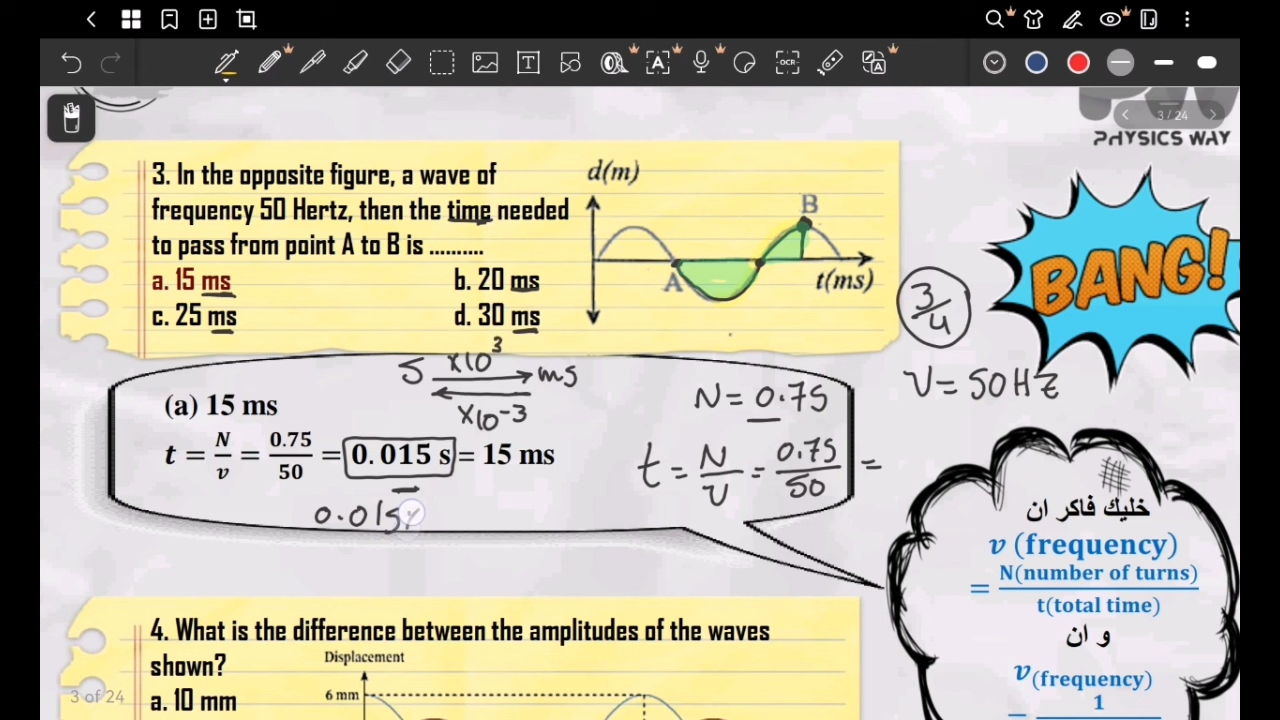 OCR
3/24
PHYSICS WAY
3. In the opposite figure, a wave of
frequency 50 Hertz, then the time needed
to pass from point A to B is ..........
a. 15 ms
b. 20 ms
c. 25 ms
d. 30 ms
d(m)
B
A
t(ms)
BANG!
3/4
V = 50 Hz
S ×10³ ms
×10-3
(a) 15 ms
t = N/v = 0.75/50 = 0.015 s = 15 ms
0.015
N = 0.75
t = N/V = 0.75/50 =
خليك فاكر ان
v (frequency)
= N(number of turns)
t(total time)
و ان
v(frequency)
= 1
4. What is the difference between the amplitudes of the waves
shown?
Displacement
6 mm
a. 10 mm
3 of 24